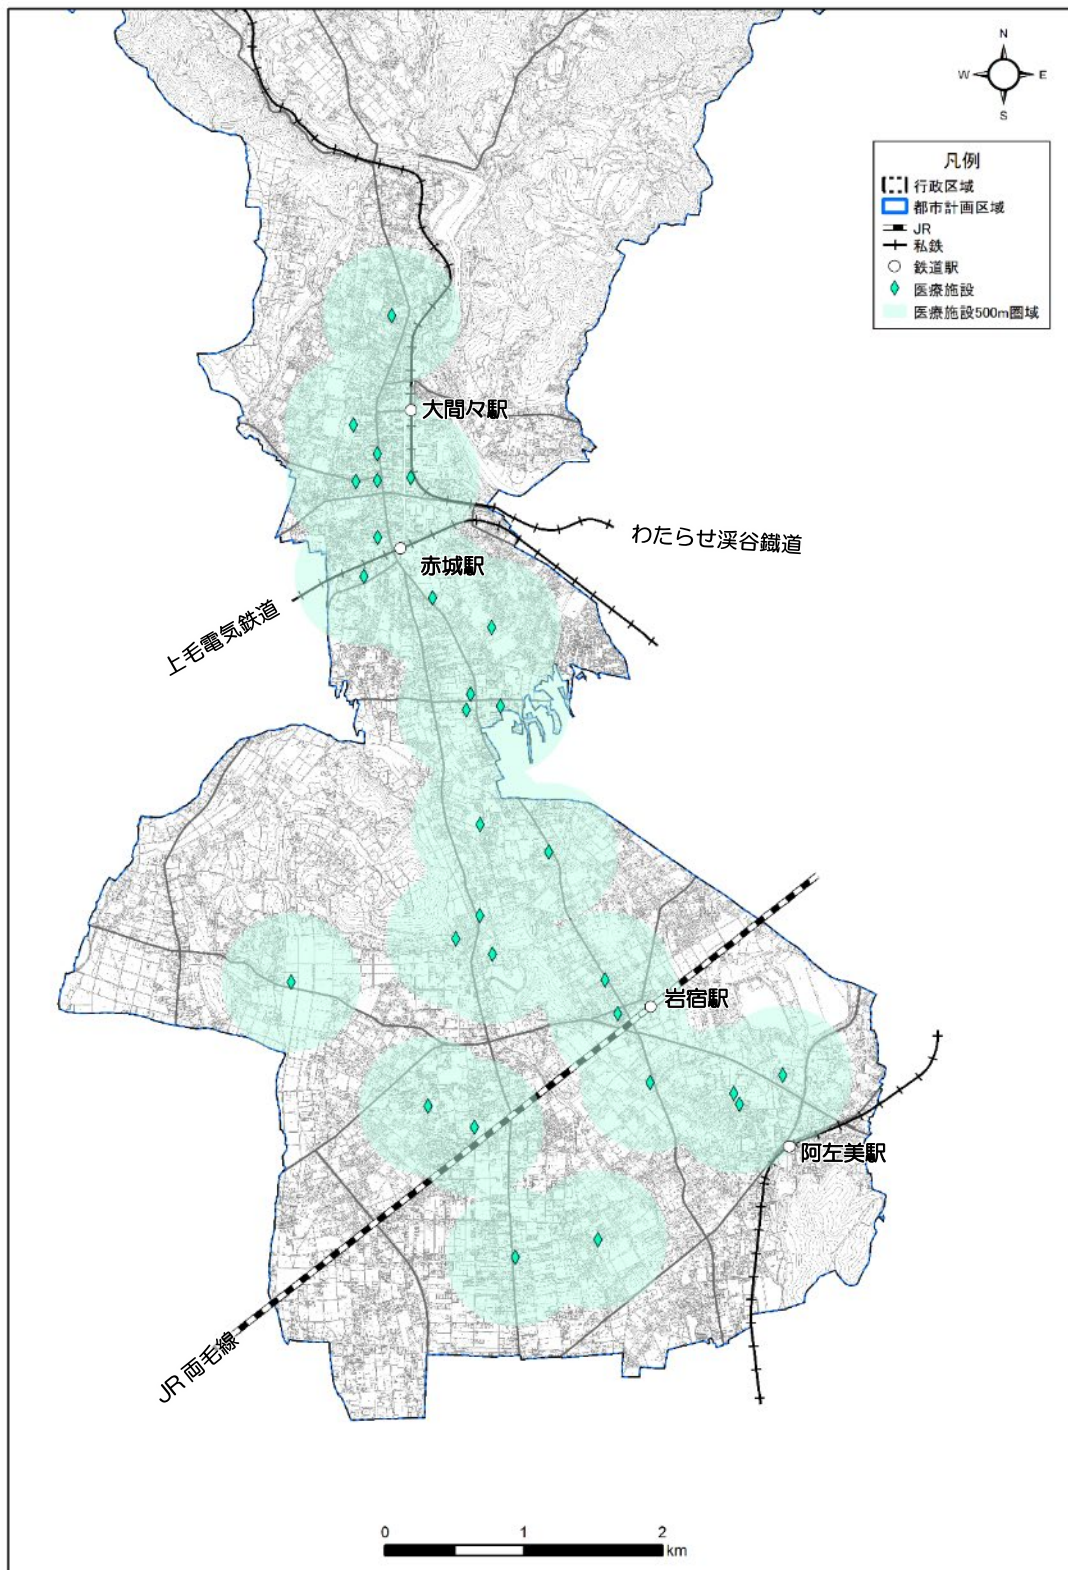 N
W E
S
凡例
行政区域
都市計画区域
JR
私鉄
鉄道駅
医療施設
医療施設500m圏域
大間々駅
わたらせ渓谷鐵道
赤城駅
上毛電気鉄道
岩宿駅
阿左美駅
JR両毛線
0 1 2
km